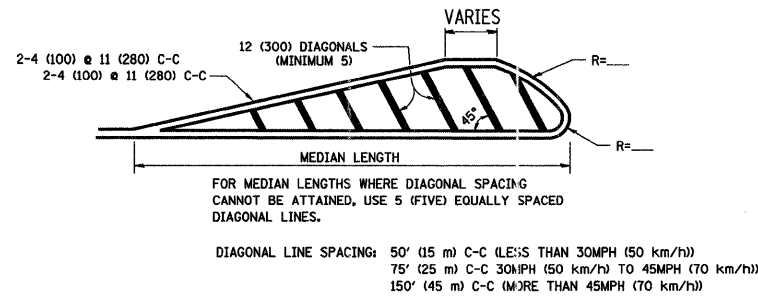 VARIES
12 (300) DIAGONALS
(MINIMUM 5)
2-4 (100) @ 11 (280) C-C
2-4 (100) @ 11 (280) C-C
R=___
45°
R=___
MEDIAN LENGTH
FOR MEDIAN LENGTHS WHERE DIAGONAL SPACING
CANNOT BE ATTAINED, USE 5 (FIVE) EQUALLY SPACED
DIAGONAL LINES.
DIAGONAL LINE SPACING: 50' (15 m) C-C (LESS THAN 30MPH (50 km/h))
75' (25 m) C-C 30MPH (50 km/h) TO 45MPH (70 km/h))
150' (45 m) C-C (MORE THAN 45MPH (70 km/h))